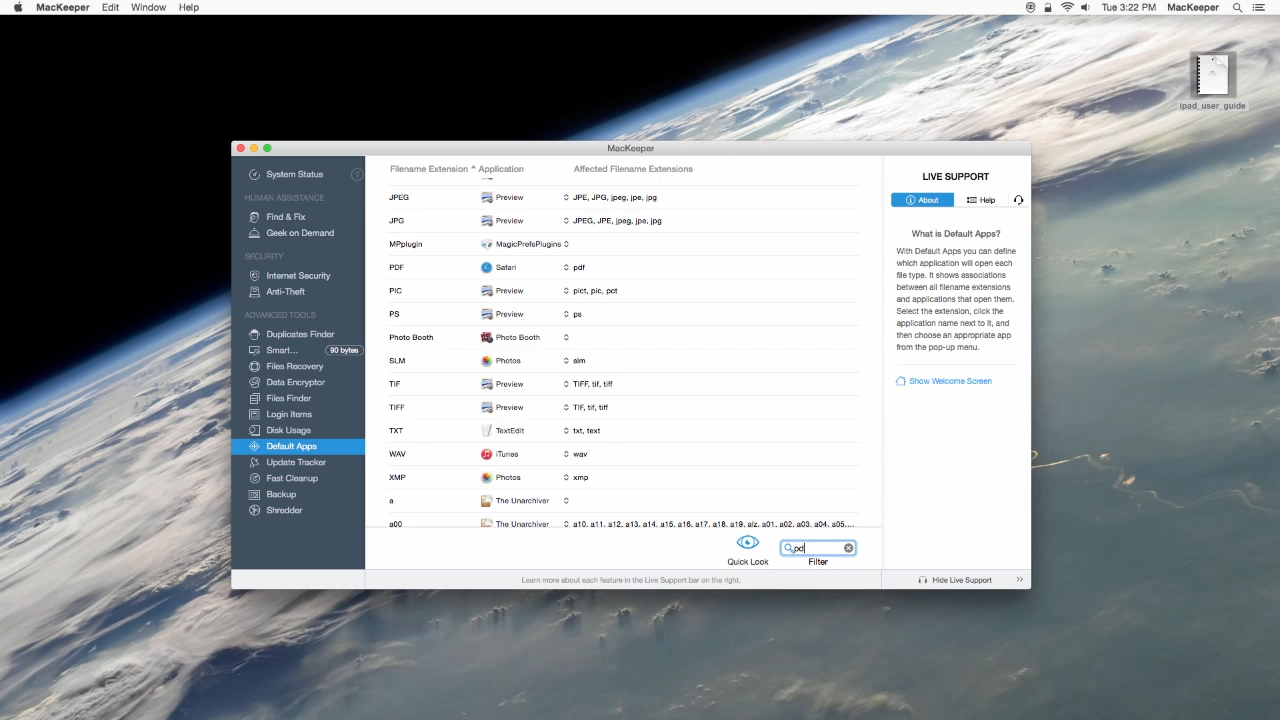 MacKeeper Edit Window Help Tue 3:22 PM MacKeeper
ipad_user_guide
MacKeeper
System Status ?
HUMAN ASSISTANCE
Find & Fix
Geek on Demand
SECURITY
Internet Security
Anti-Theft
ADVANCED TOOLS
Duplicates Finder
Smart... 90 bytes
Files Recovery
Data Encryptor
Files Finder
Login Items
Disk Usage
Default Apps
Update Tracker
Fast Cleanup
Backup
Shredder
Filename Extension Application Affected Filename Extensions
JPEG Preview JPE, JPG, jpeg, jpe, jpg
JPG Preview JPEG, JPE, jpeg, jpe, jpg
MPplugin MagicPrefsPlugins
PDF Safari pdf
PIC Preview pict, pic, pct
PS Preview ps
Photo Booth Photo Booth
SLM Photos slm
TIF Preview TIFF, tif, tiff
TIFF Preview TIF, tif, tiff
TXT TextEdit txt, text
WAV iTunes wav
XMP Photos xmp
a The Unarchiver
a00 The Unarchiver a10, a11, a12, a13, a14, a15, a16, a17, a18, a19, alz, a01, a02, a03, a04, a05,...
pd
Quick Look Filter
Learn more about each feature in the Live Support bar on the right.
LIVE SUPPORT
About Help
What is Default Apps?
With Default Apps you can define
which application will open each
file type. It shows associations
between all filename extensions
and applications that open them.
Select the extension, click the
application name next to it, and
then choose an appropriate app
from the pop-up menu.
Show Welcome Screen
Hide Live Support